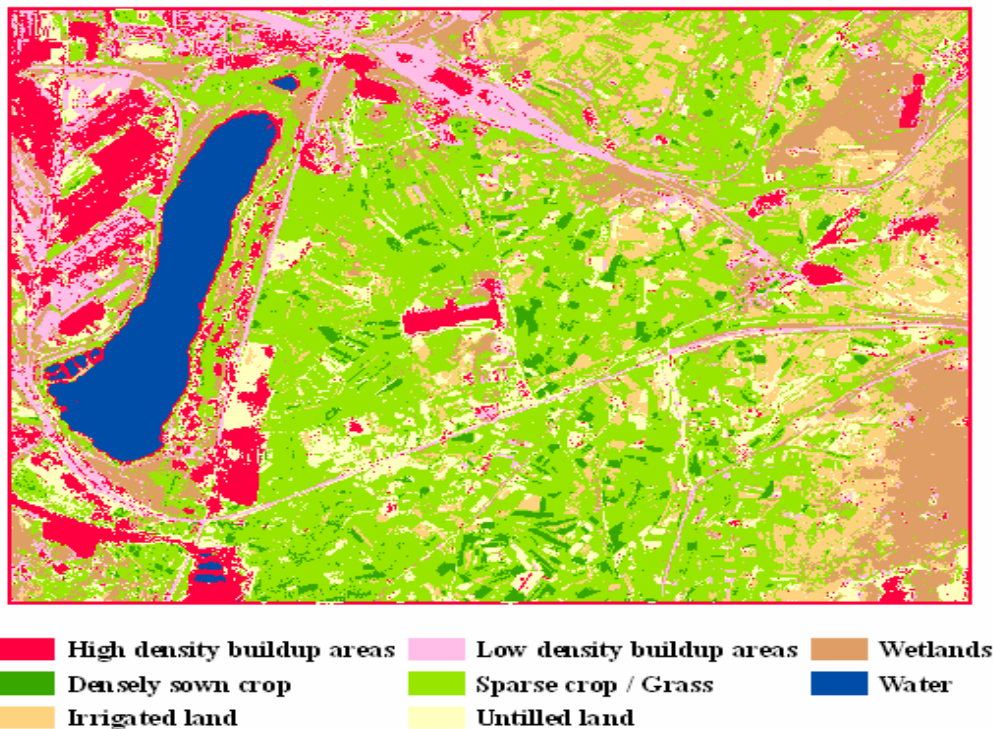 High density buildup areas Low density buildup areas Wetlands
Densely sown crop Sparse crop / Grass Water
Irrigated land Untilled land